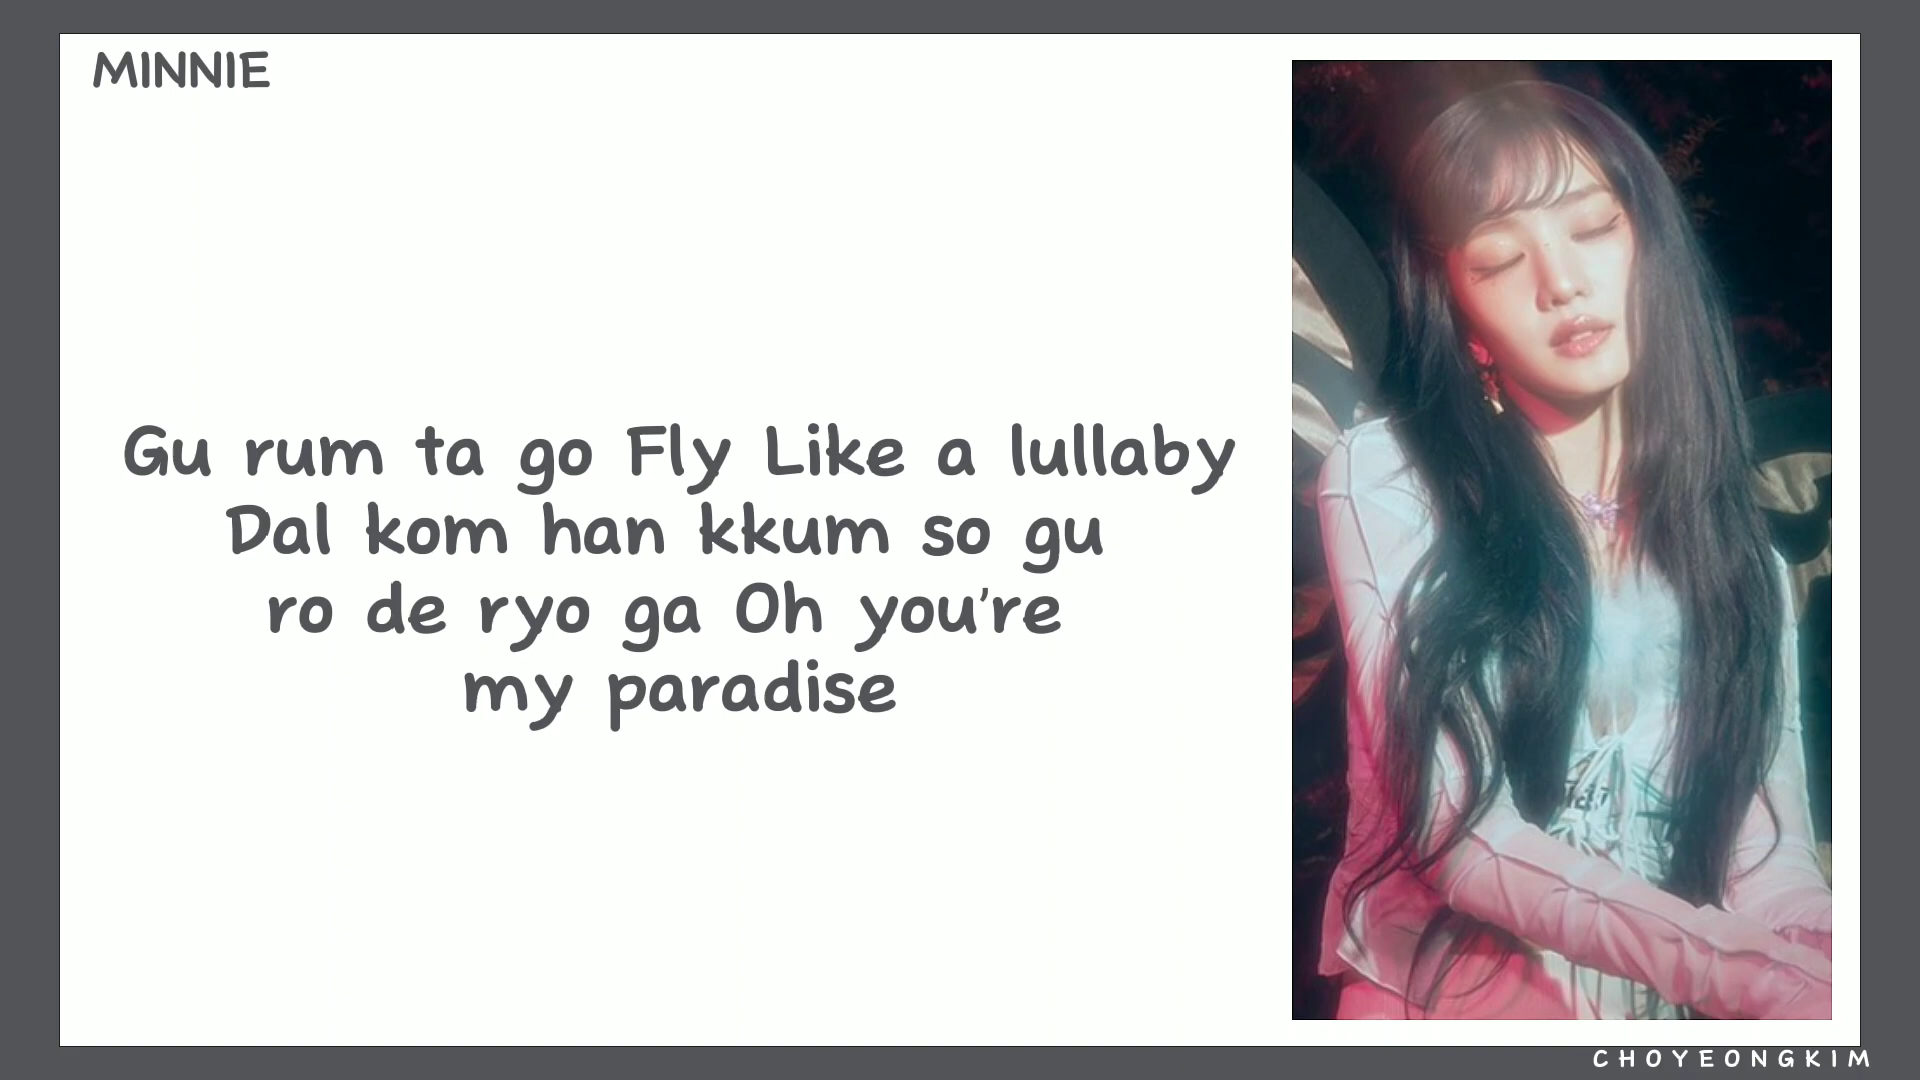 MINNIE
Gu rum ta go Fly Like a lullaby
Dal kom han kkum so gu
ro de ryo ga Oh you're
my paradise
CHOYEONGKIM